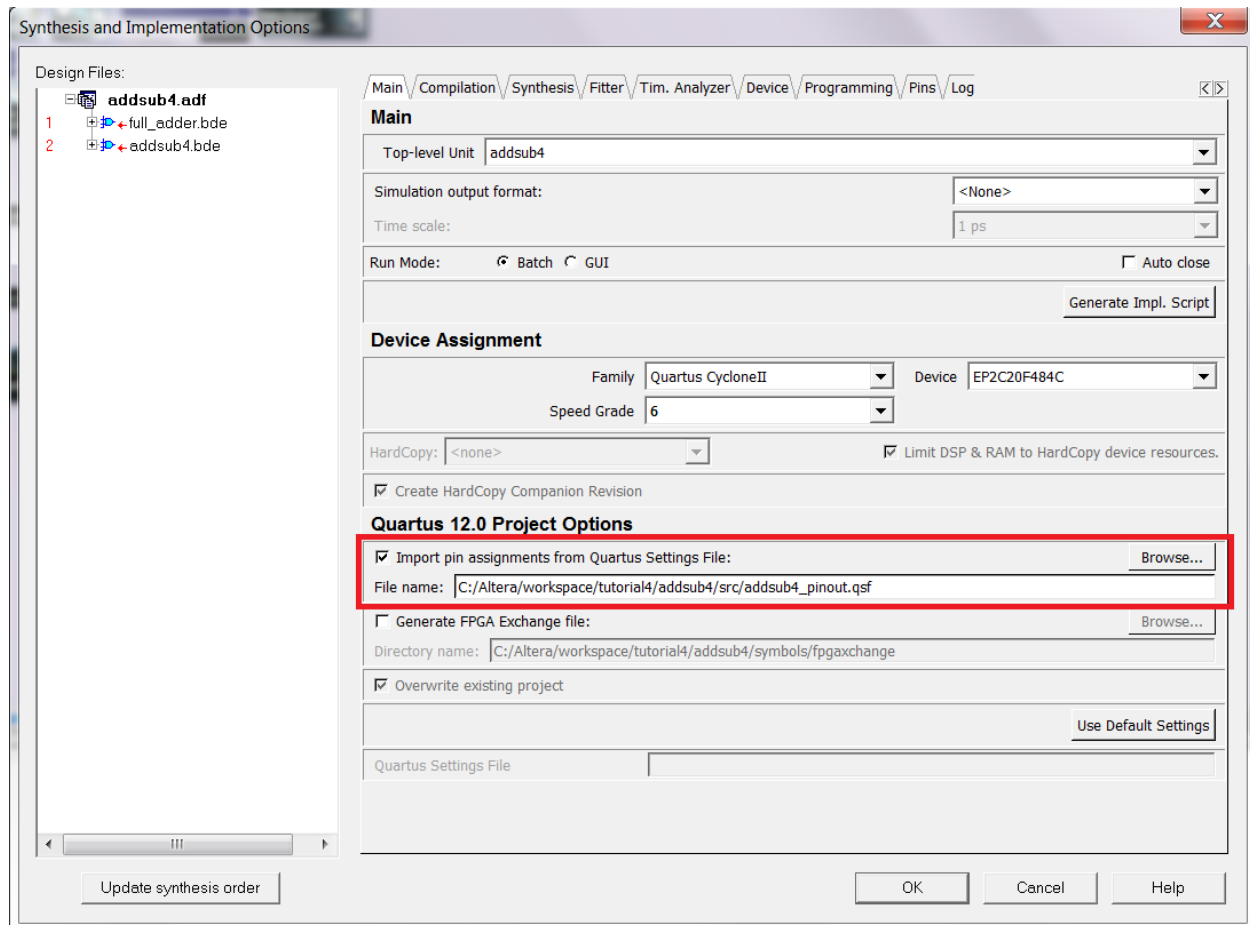 Synthesis and Implementation Options
Design Files:
addsub4.adf
1 full_adder.bde
2 addsub4.bde
Main Compilation Synthesis Fitter Tim. Analyzer Device Programming Pins Log
Main
Top-level Unit addsub4
Simulation output format: <None>
Time scale: 1 ps
Run Mode: Batch GUI Auto close
Generate Impl. Script
Device Assignment
Family Quartus CycloneII Device EP2C20F484C
Speed Grade 6
HardCopy: <none> Limit DSP & RAM to HardCopy device resources.
Create HardCopy Companion Revision
Quartus 12.0 Project Options
Import pin assignments from Quartus Settings File: Browse...
File name: C:/Altera/workspace/tutorial4/addsub4/src/addsub4_pinout.qsf
Generate FPGA Exchange file: Browse...
Directory name: C:/Altera/workspace/tutorial4/addsub4/symbols/fpgaxchange
Overwrite existing project
Use Default Settings
Quartus Settings File
Update synthesis order
OK Cancel Help